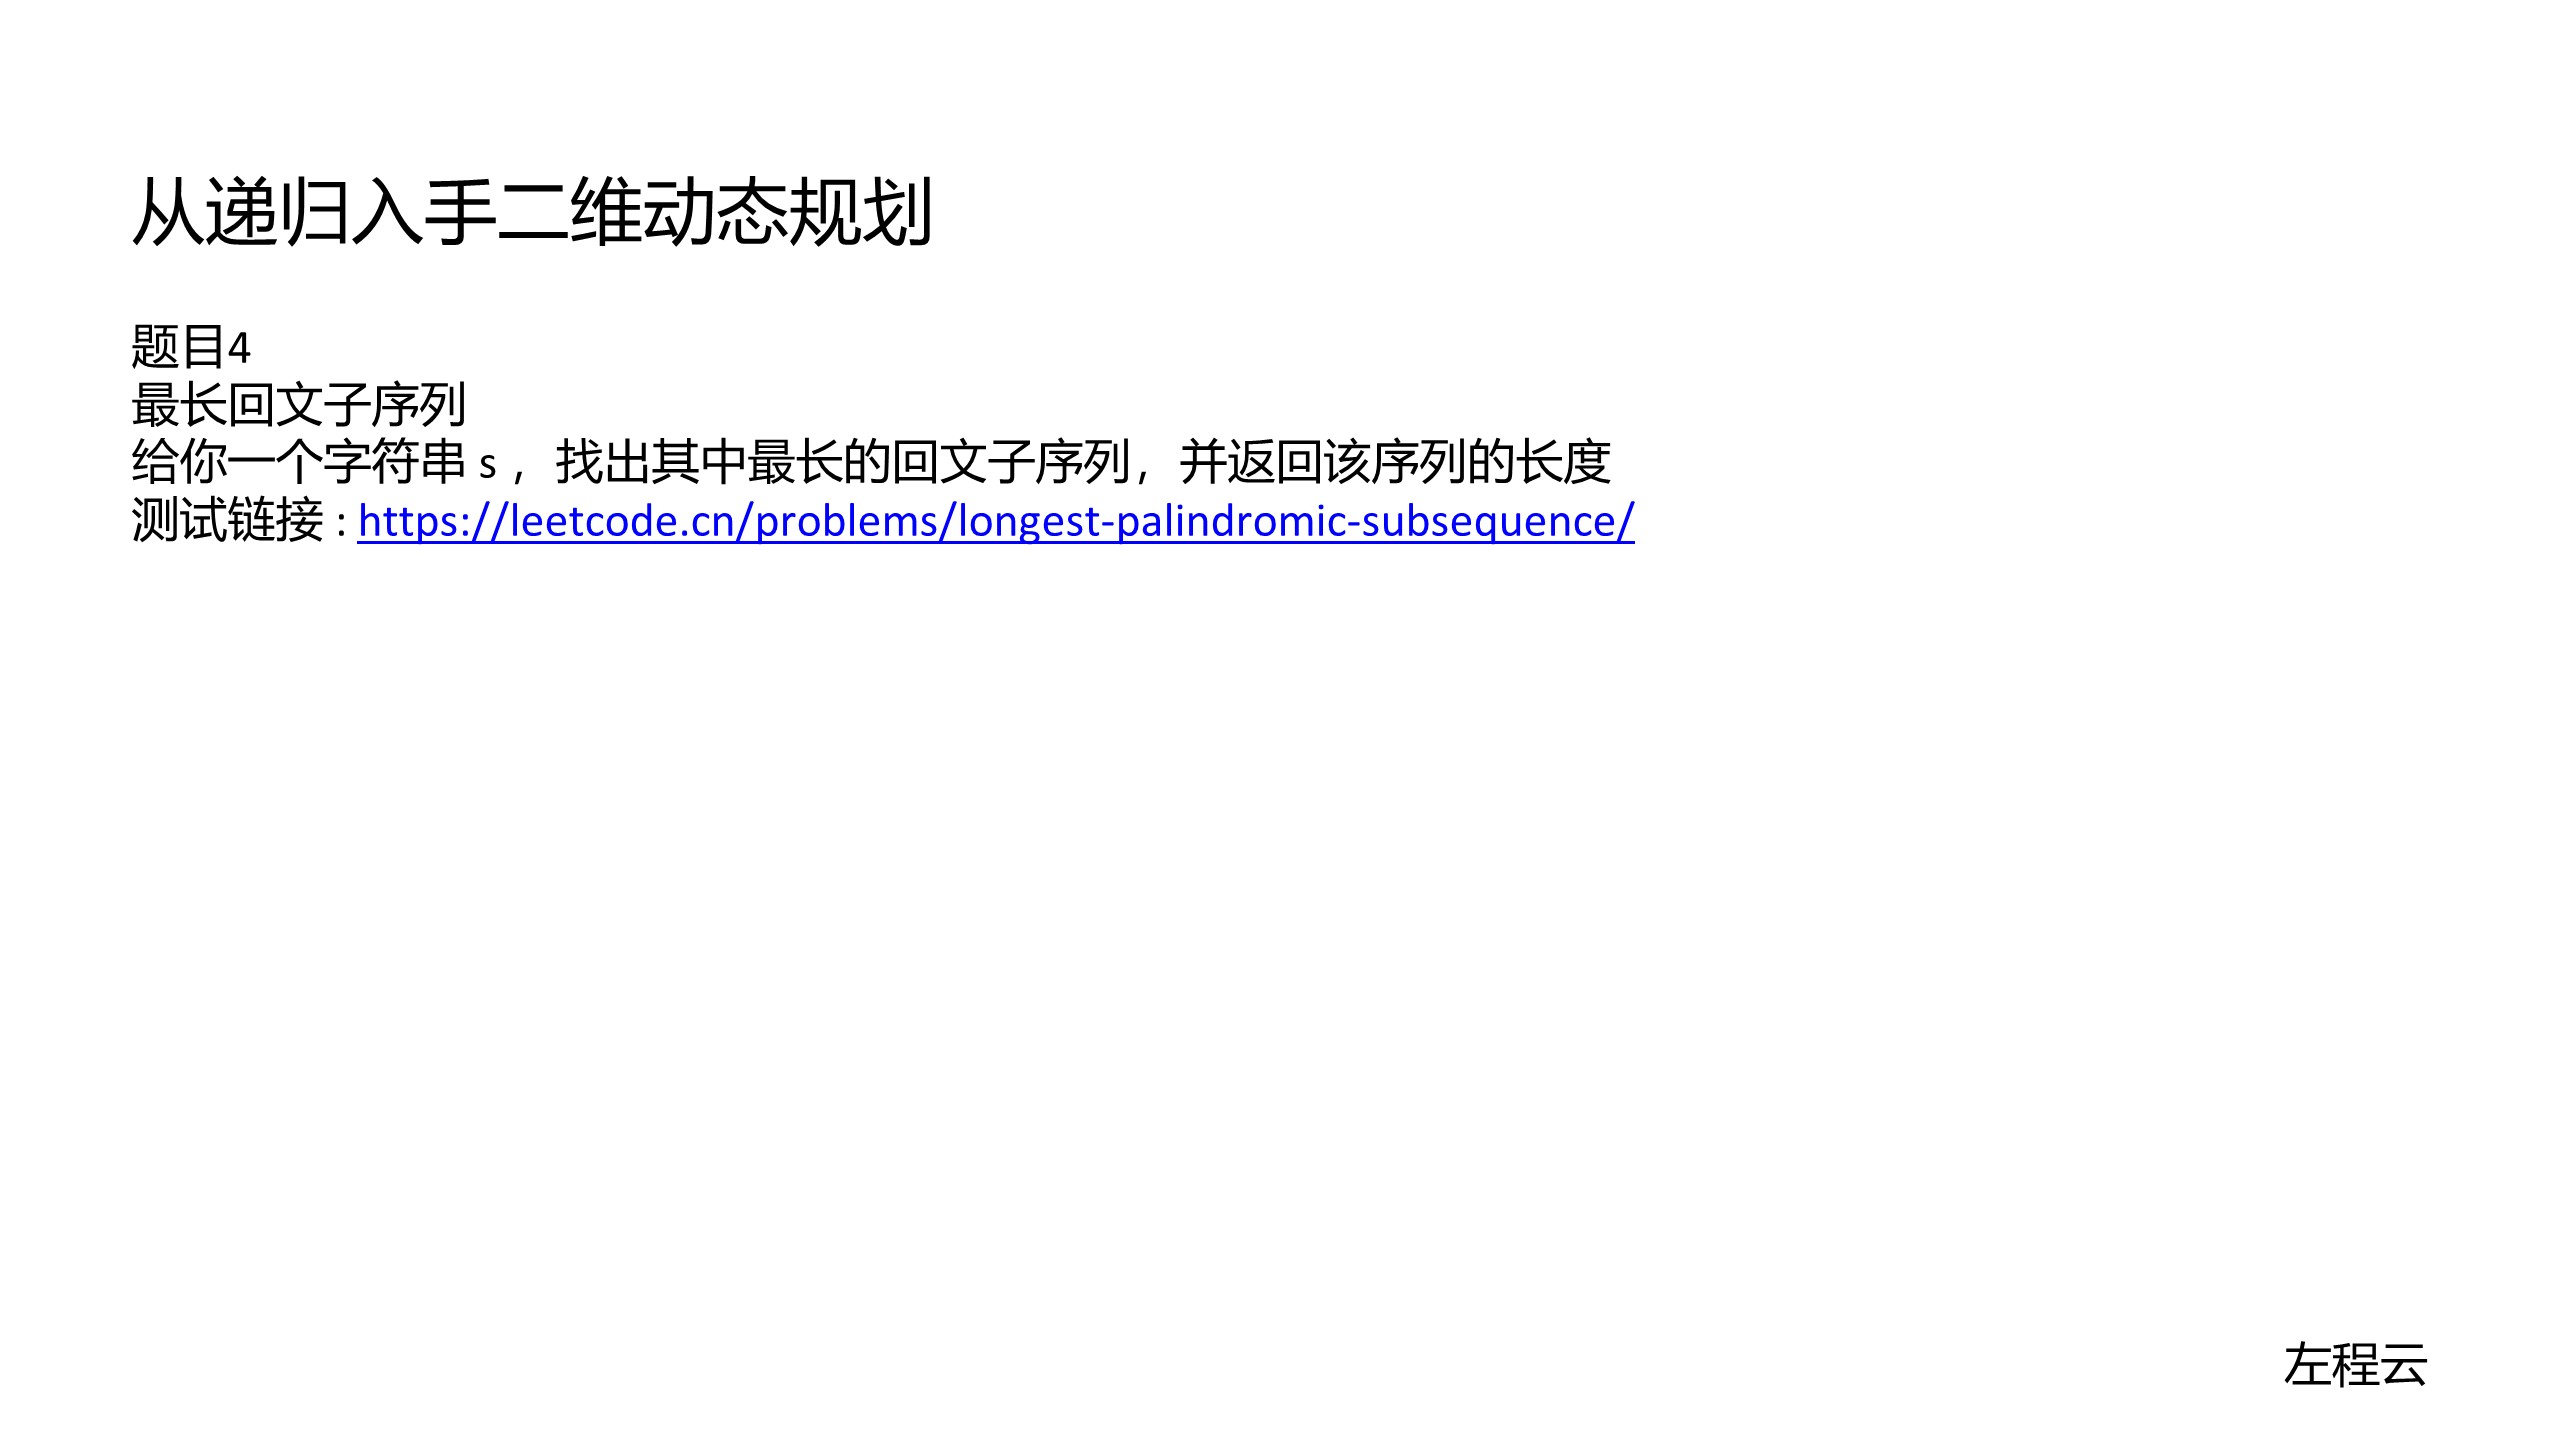 从递归入手二维动态规划
题目4
最长回文子序列
给你一个字符串 s ，找出其中最长的回文子序列，并返回该序列的长度
测试链接 : https://leetcode.cn/problems/longest-palindromic-subsequence/
左程云